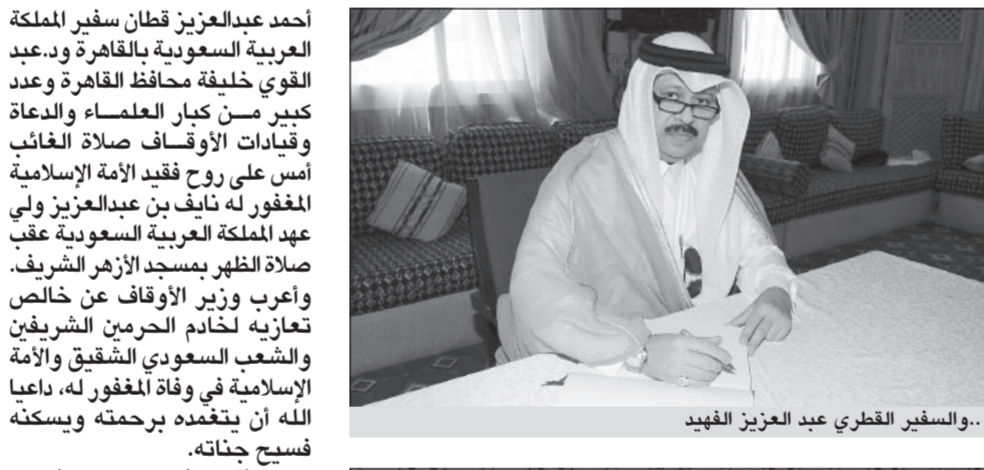 ..والسفير القطري عبد العزيز الفهيد
أحمد عبدالعزيز قطان سفير المملكة
العربية السعودية بالقاهرة ود.عبد
القوي خليفة محافظ القاهرة وعدد
كبير مـــن كبار العلمـــاء والدعاة
وقيادات الأوقـــاف صلاة الغائب
أمس على روح فقيد الأمة الإسلامية
المغفور له نايف بن عبدالعزيز ولي
عهد المملكة العربية السعودية عقب
صلاة الظهر بمسجد الأزهر الشريف.
وأعرب وزير الأوقاف عن خالص
تعازيه لخادم الحرمين الشريفين
والشعب السعودي الشقيق والأمة
الإسلامية في وفاة المغفور له، داعيا
الله أن يتغمده برحمته ويسكنه
فسيح جناته.